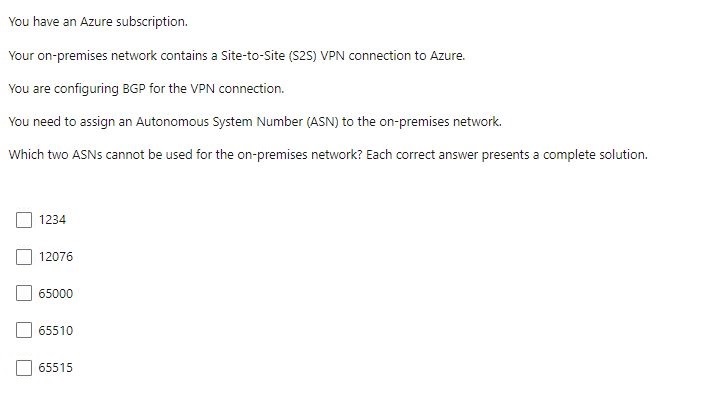 You have an Azure subscription.
Your on-premises network contains a Site-to-Site (S2S) VPN connection to Azure.
You are configuring BGP for the VPN connection.
You need to assign an Autonomous System Number (ASN) to the on-premises network.
Which two ASNs cannot be used for the on-premises network? Each correct answer presents a complete solution.
1234
12076
65000
65510
65515